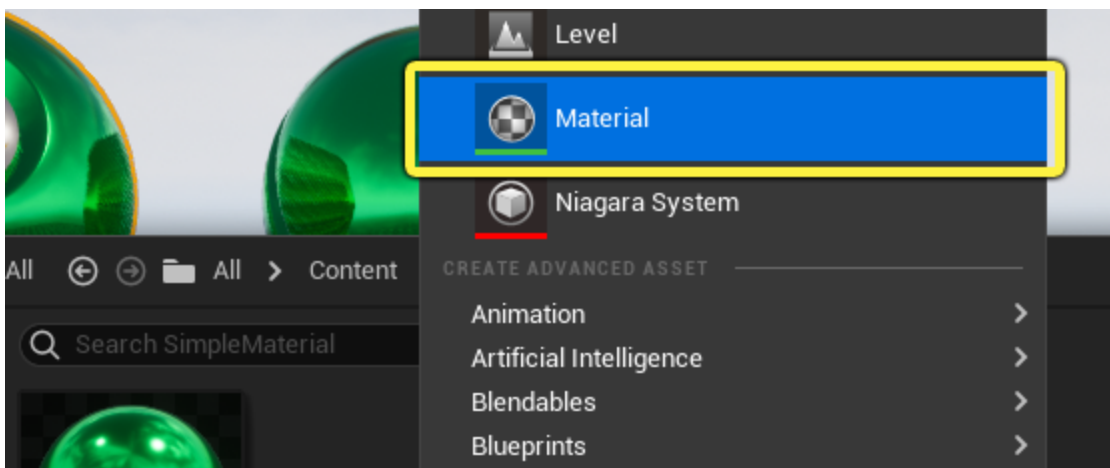 Level
Material
Niagara System
All All > Content
CREATE ADVANCED ASSET
Search SimpleMaterial
Animation
Artificial Intelligence
Blendables
Blueprints